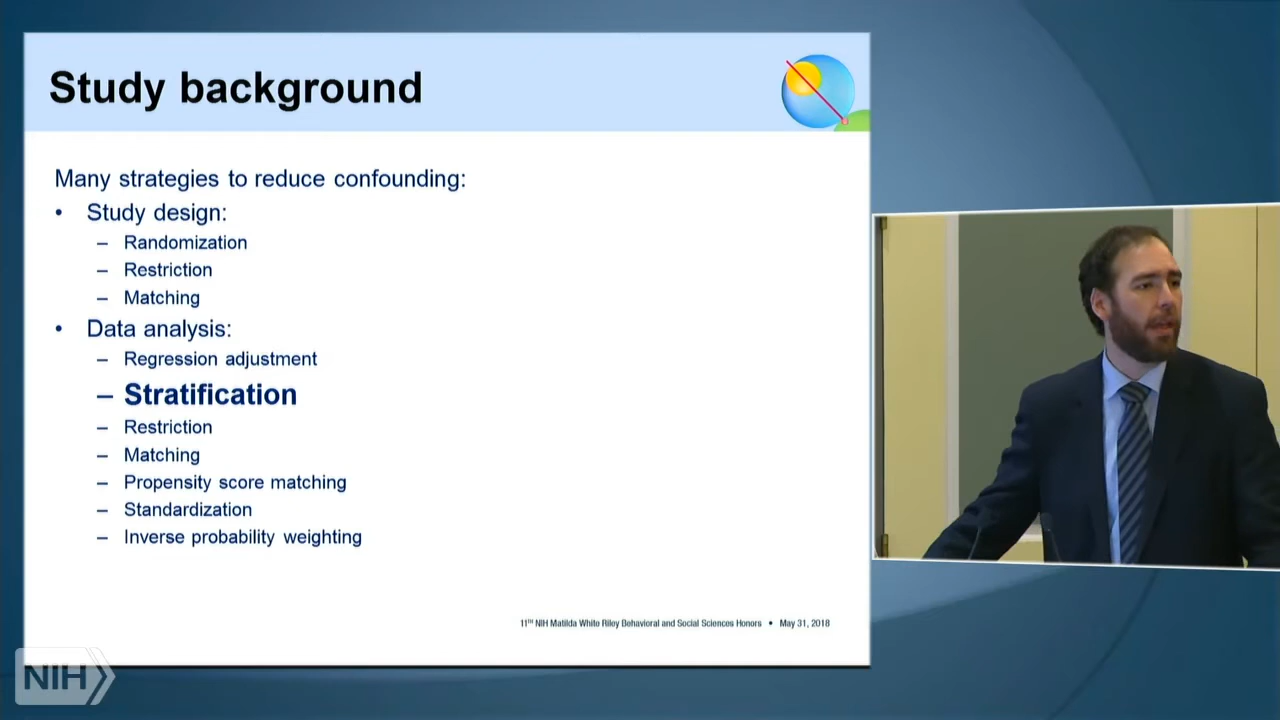 Study background
Many strategies to reduce confounding:
• Study design:
– Randomization
– Restriction
– Matching
• Data analysis:
– Regression adjustment
– Stratification
– Restriction
– Matching
– Propensity score matching
– Standardization
– Inverse probability weighting
11TH NIH Matilda White Riley Behavioral and Social Sciences Honors • May 31, 2018
NIH